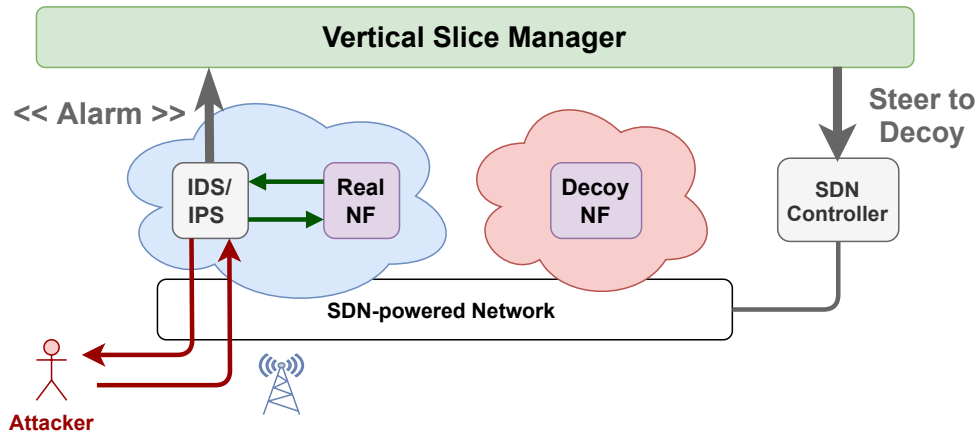 Vertical Slice Manager
<< Alarm >>
Steer to
Decoy
IDS/
IPS
Real
NF
Decoy
NF
SDN
Controller
SDN-powered Network
Attacker